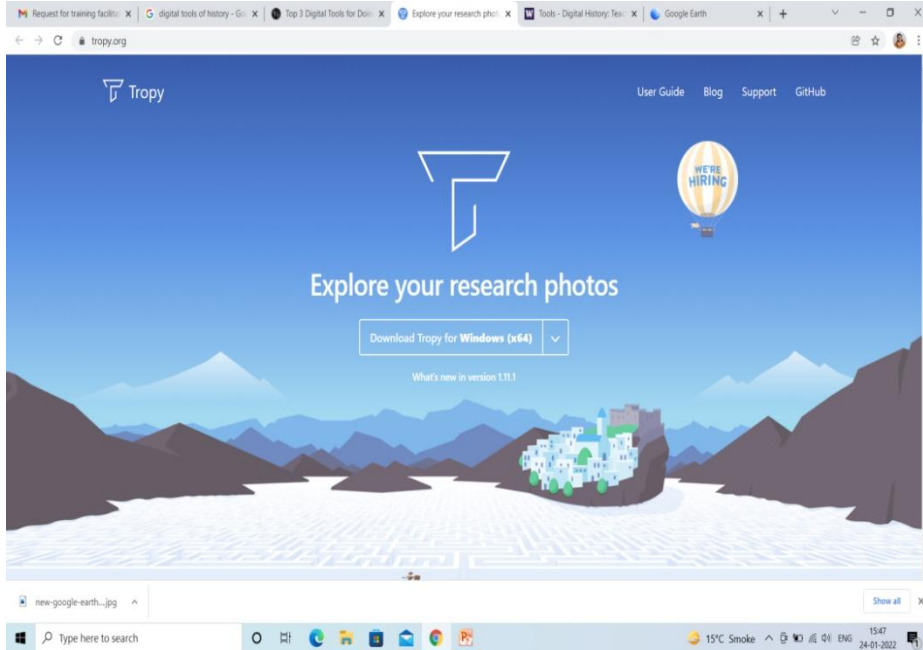 Request for training facilita
digital tools of history - Go
Top 3 Digital Tools for Doin
Explore your research phot
Tools - Digital History: Teac
Google Earth
tropy.org
Tropy
User Guide Blog Support GitHub
WE'RE
HIRING
Explore your research photos
Download Tropy for Windows (x64)
What's new in version 1.11.1
new-google-earth....jpg
Show all
Type here to search
15°C Smoke
ENG
15:47
24-01-2022